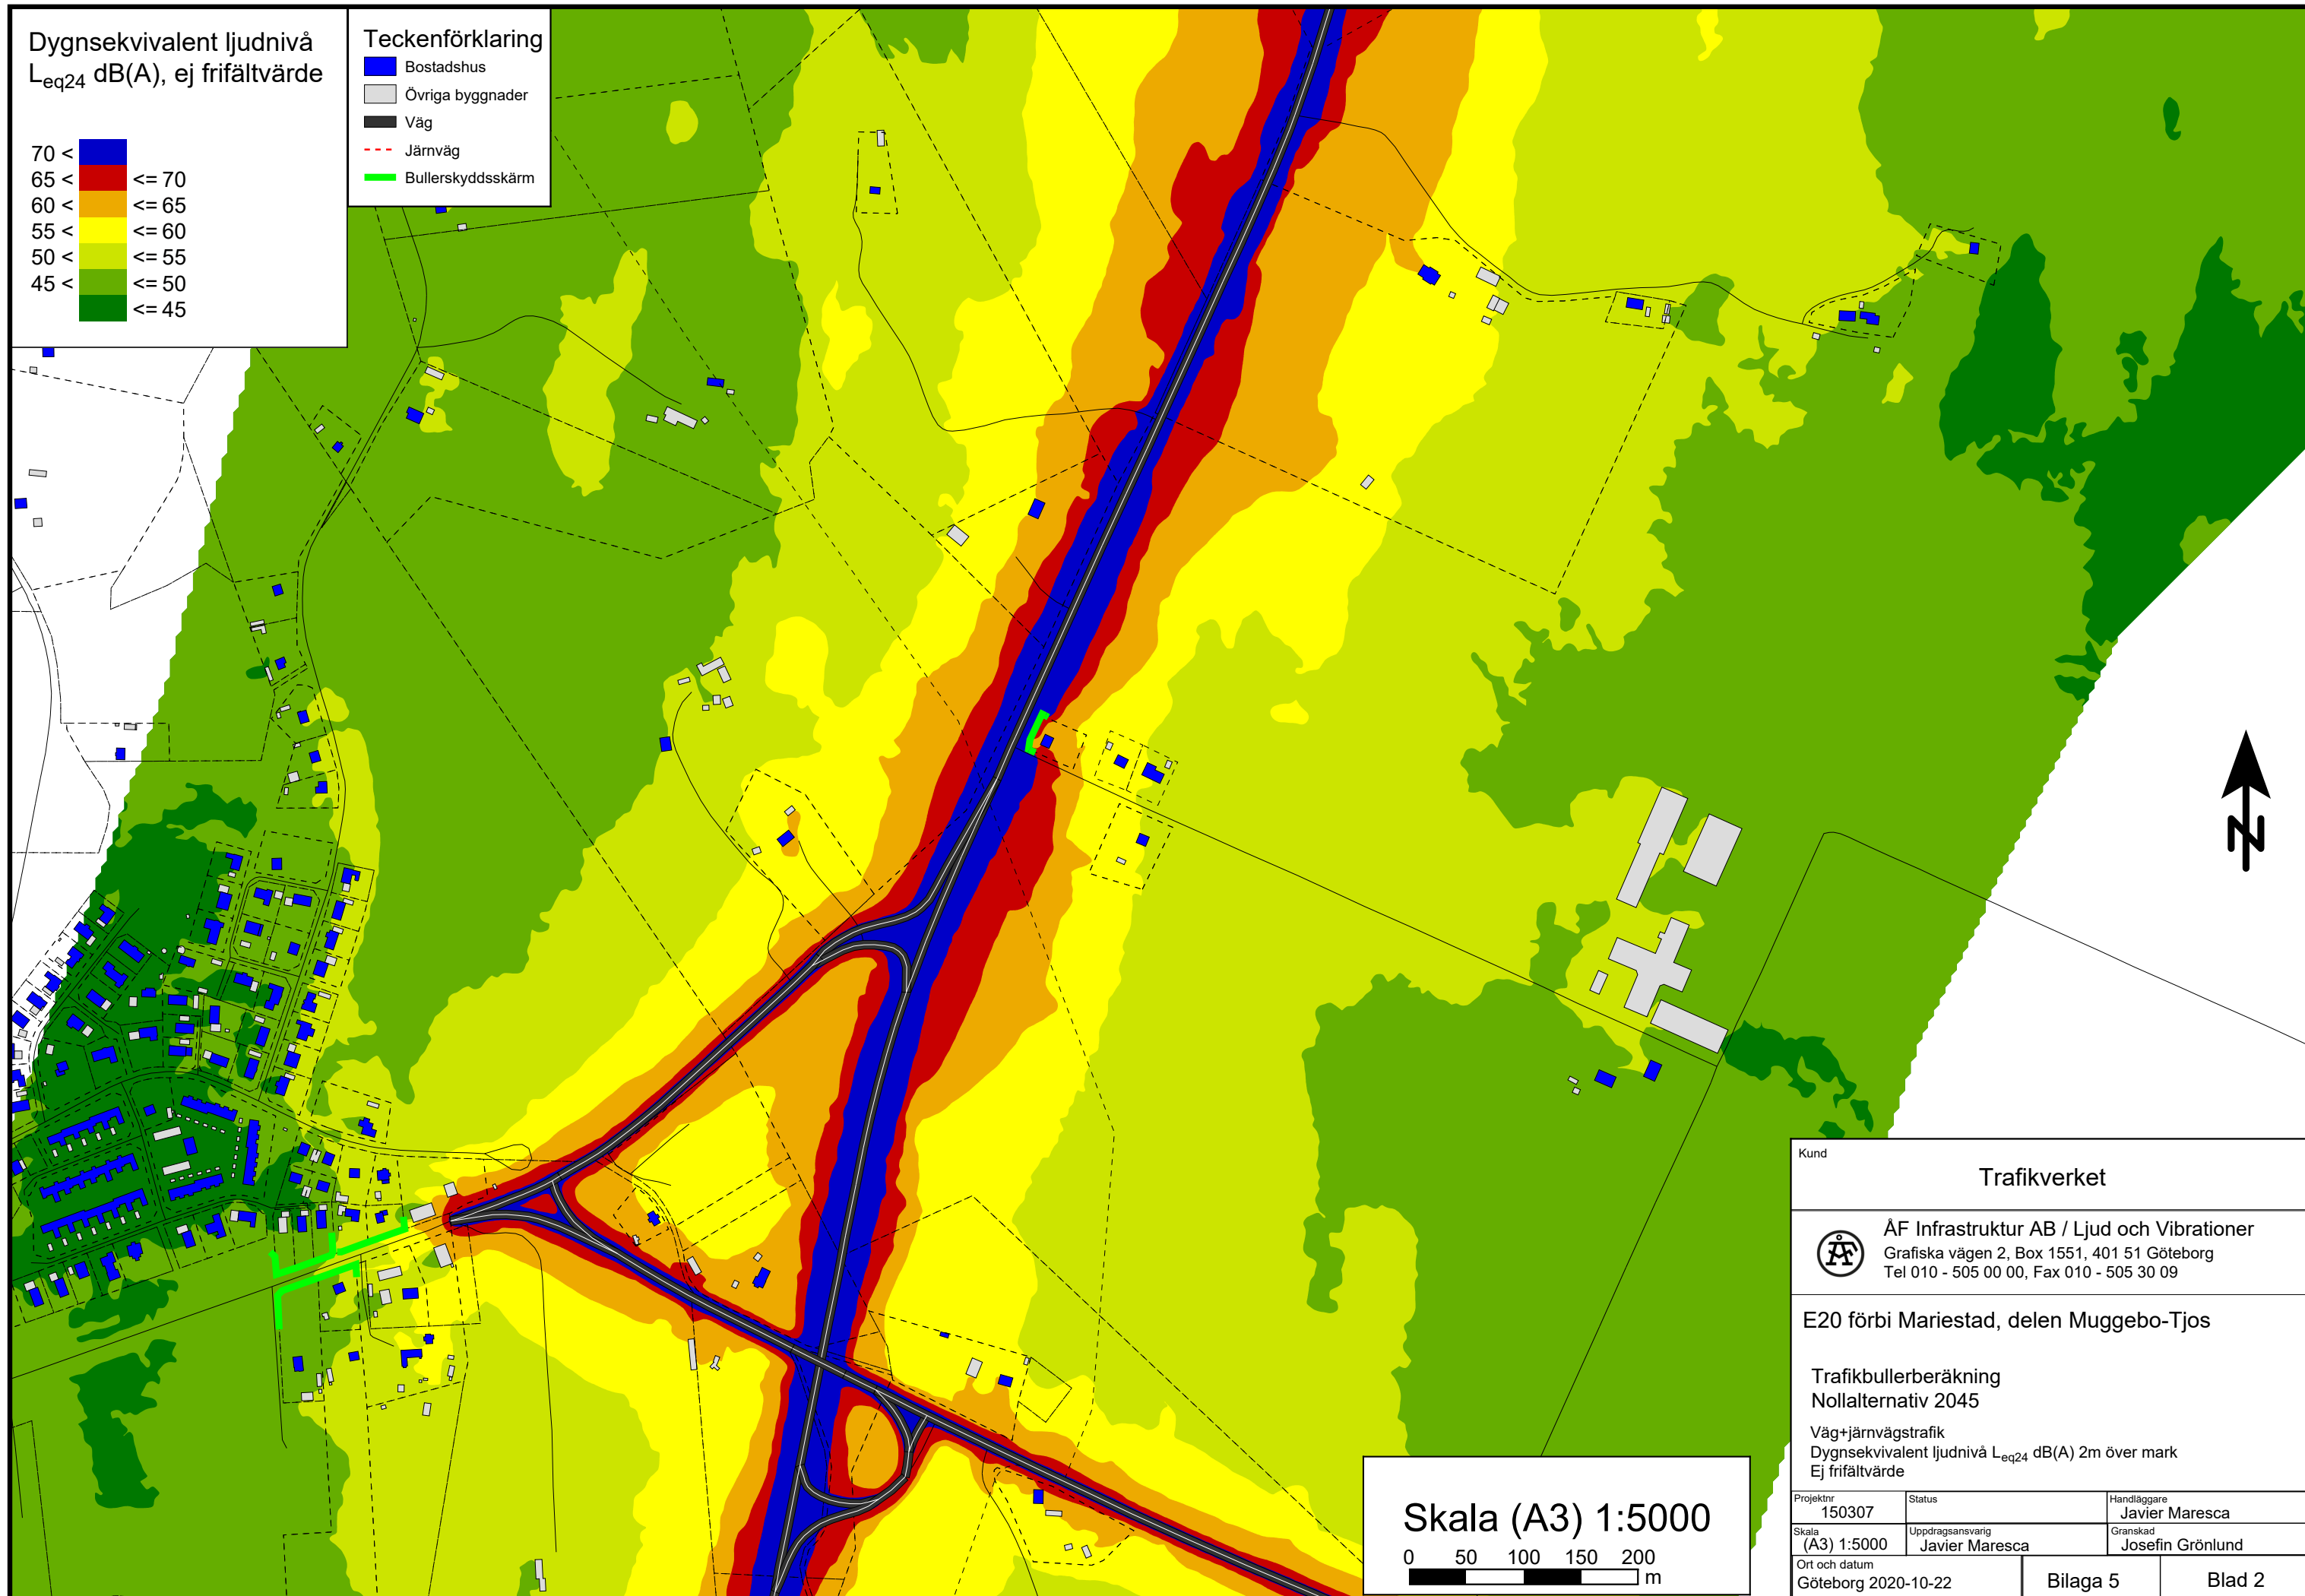 Dygnsekvivalent ljudnivå
Leq24 dB(A), ej frifältvärde
70 <
65 < <= 70
60 < <= 65
55 < <= 60
50 < <= 55
45 < <= 50
<= 45
Teckenförklaring
Bostadshus
Övriga byggnader
Väg
Järnväg
Bullerskyddsskärm
N
Skala (A3) 1:5000
0 50 100 150 200
m
Kund
Trafikverket
ÅF
ÅF Infrastruktur AB / Ljud och Vibrationer
Grafiska vägen 2, Box 1551, 401 51 Göteborg
Tel 010 - 505 00 00, Fax 010 - 505 30 09
E20 förbi Mariestad, delen Muggebo-Tjos
Trafikbullerberäkning
Nollalternativ 2045
Väg+järnvägstrafik
Dygnsekvivalent ljudnivå Leq24 dB(A) 2m över mark
Ej frifältvärde
Projektnr
150307
Status
Handläggare
Javier Maresca
Skala
(A3) 1:5000
Uppdragsansvarig
Javier Maresca
Granskad
Josefin Grönlund
Ort och datum
Göteborg 2020-10-22
Bilaga 5
Blad 2